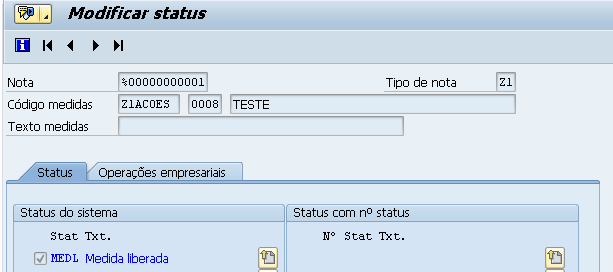 Modificar status
Nota %00000000001 Tipo de nota Z1
Código medidas Z1ACOES 0008 TESTE
Texto medidas
Status Operações empresariais
Status do sistema Status com nº status
Stat Txt. Nº Stat Txt.
MEDL Medida liberada